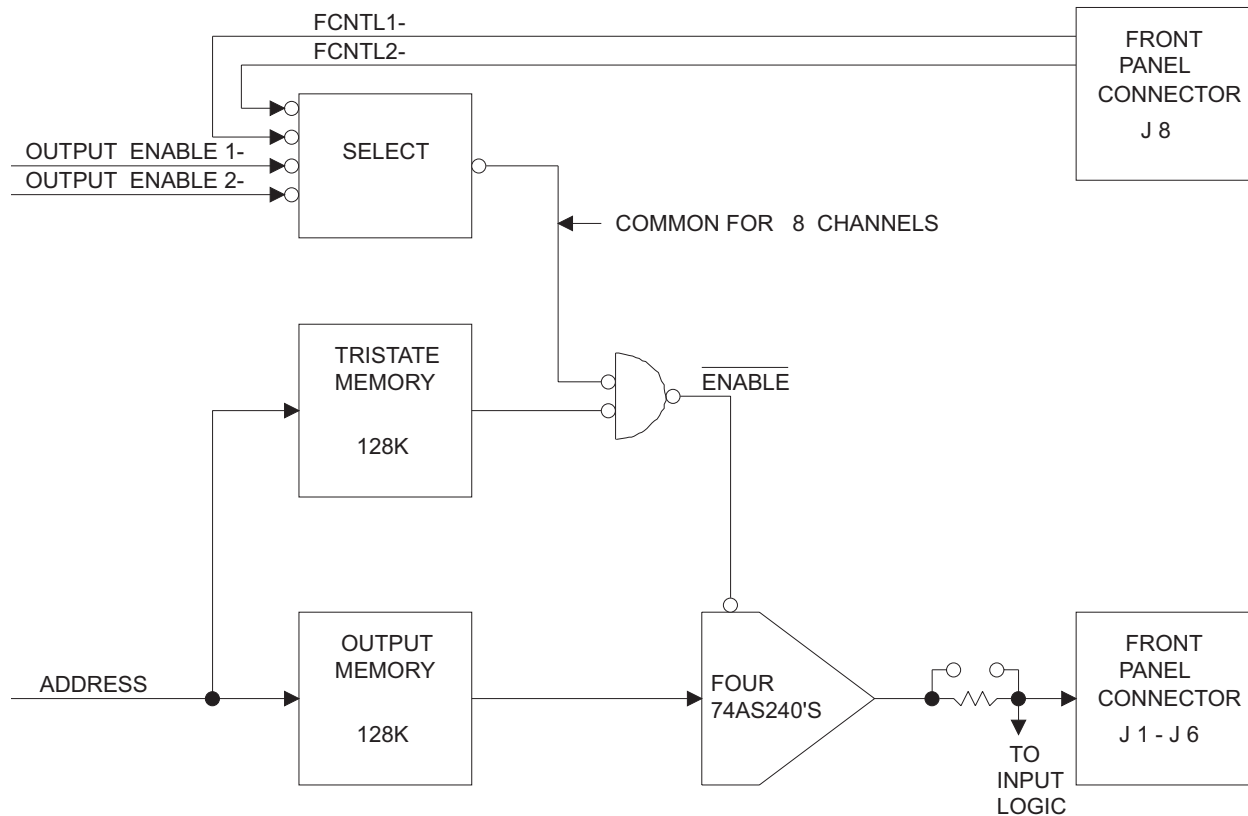 FCNTL1-
FCNTL2-
FRONT
PANEL
CONNECTOR
J 8
OUTPUT ENABLE 1-
OUTPUT ENABLE 2-
SELECT
COMMON FOR 8 CHANNELS
TRISTATE
MEMORY
128K
ENABLE
ADDRESS
OUTPUT
MEMORY
128K
FOUR
74AS240'S
TO
INPUT
LOGIC
FRONT
PANEL
CONNECTOR
J 1 - J 6